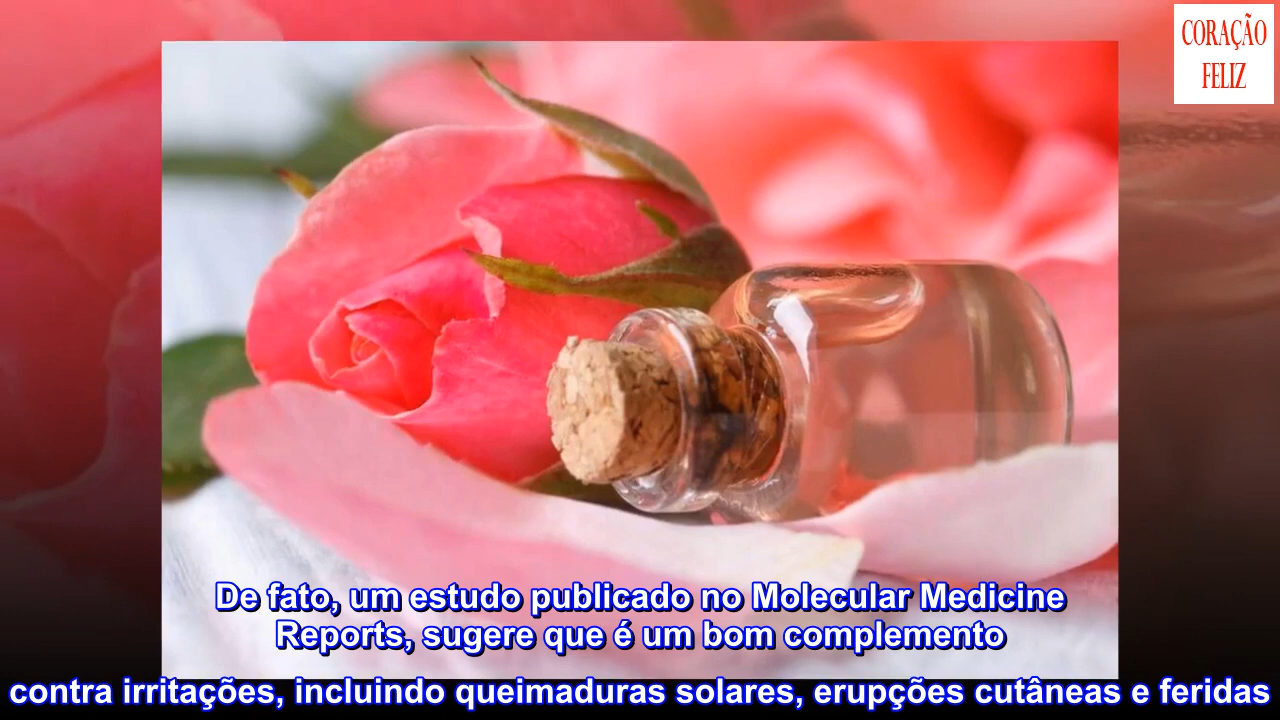 CORAÇÃO
FELIZ
De fato, um estudo publicado no Molecular Medicine
Reports, sugere que é um bom complemento
contra irritações, incluindo queimaduras solares, erupções cutâneas e feridas